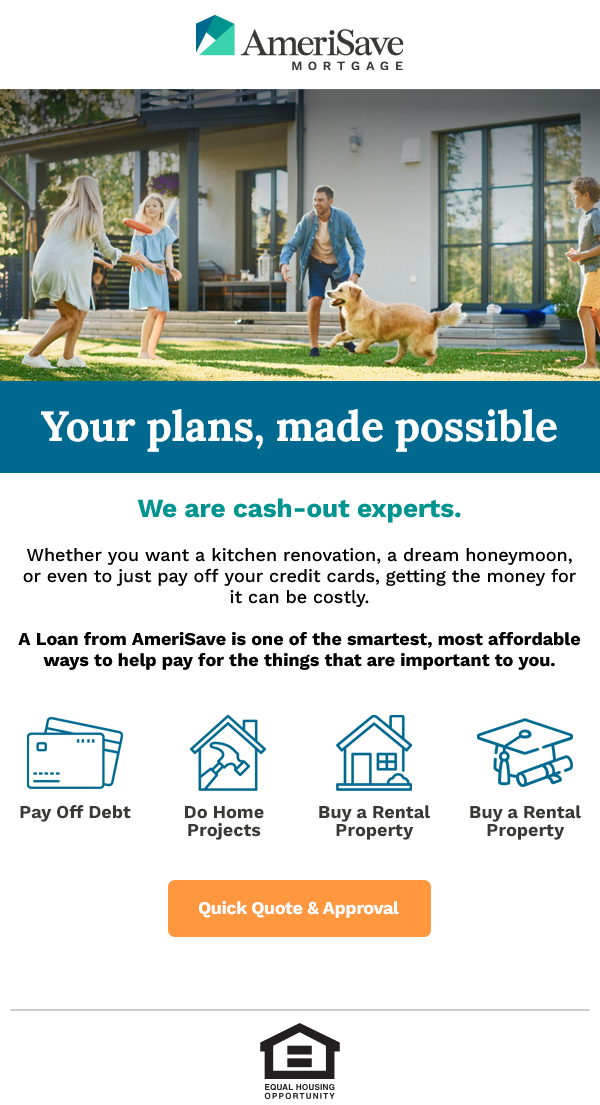 AmeriSave
MORTGAGE
Your plans, made possible
We are cash-out experts.
Whether you want a kitchen renovation, a dream honeymoon,
or even to just pay off your credit cards, getting the money for
it can be costly.
A Loan from AmeriSave is one of the smartest, most affordable
ways to help pay for the things that are important to you.
Pay Off Debt
Do Home
Projects
Buy a Rental
Property
Buy a Rental
Property
Quick Quote & Approval
EQUAL HOUSING
OPPORTUNITY